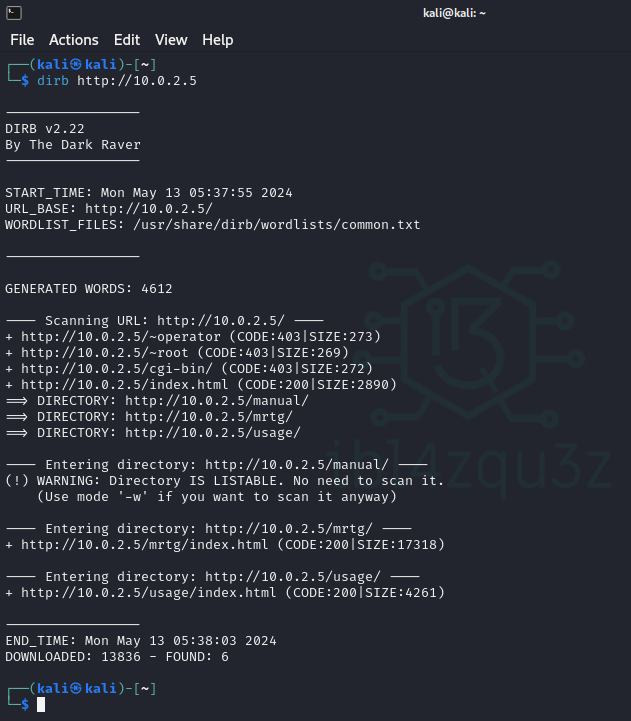 kali@kali: ~
File Actions Edit View Help
┌──(kali㉿kali)-[~]
└─$ dirb http://10.0.2.5
-----------------
DIRB v2.22
By The Dark Raver
-----------------
START_TIME: Mon May 13 05:37:55 2024
URL_BASE: http://10.0.2.5/
WORDLIST_FILES: /usr/share/dirb/wordlists/common.txt
-----------------
GENERATED WORDS: 4612
---- Scanning URL: http://10.0.2.5/ ----
+ http://10.0.2.5/~operator (CODE:403|SIZE:273)
+ http://10.0.2.5/~root (CODE:403|SIZE:269)
+ http://10.0.2.5/cgi-bin/ (CODE:403|SIZE:272)
+ http://10.0.2.5/index.html (CODE:200|SIZE:2890)
==> DIRECTORY: http://10.0.2.5/manual/
==> DIRECTORY: http://10.0.2.5/mrtg/
==> DIRECTORY: http://10.0.2.5/usage/
---- Entering directory: http://10.0.2.5/manual/ ----
(!) WARNING: Directory IS LISTABLE. No need to scan it.
(Use mode '-w' if you want to scan it anyway)
---- Entering directory: http://10.0.2.5/mrtg/ ----
+ http://10.0.2.5/mrtg/index.html (CODE:200|SIZE:17318)
---- Entering directory: http://10.0.2.5/usage/ ----
+ http://10.0.2.5/usage/index.html (CODE:200|SIZE:4261)
-----------------
END_TIME: Mon May 13 05:38:03 2024
DOWNLOADED: 13836 - FOUND: 6
┌──(kali㉿kali)-[~]
└─$